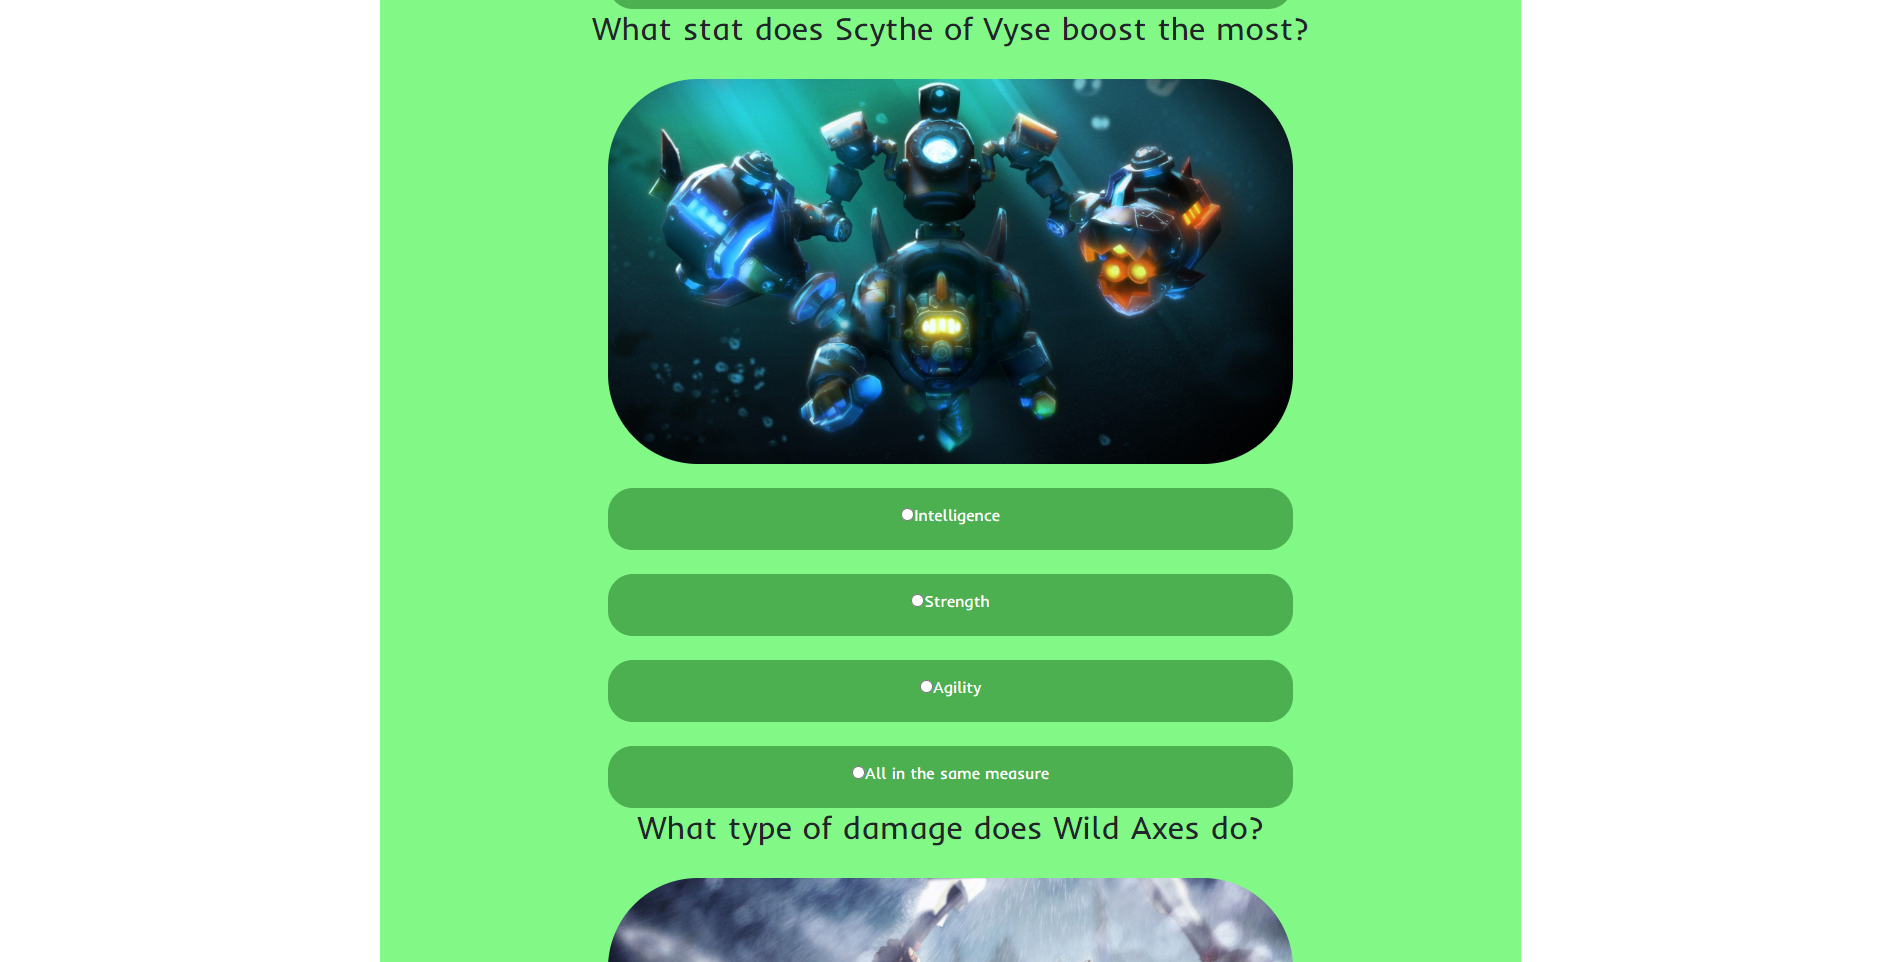 What stat does Scythe of Vyse boost the most?
Intelligence
Strength
Agility
All in the same measure
What type of damage does Wild Axes do?